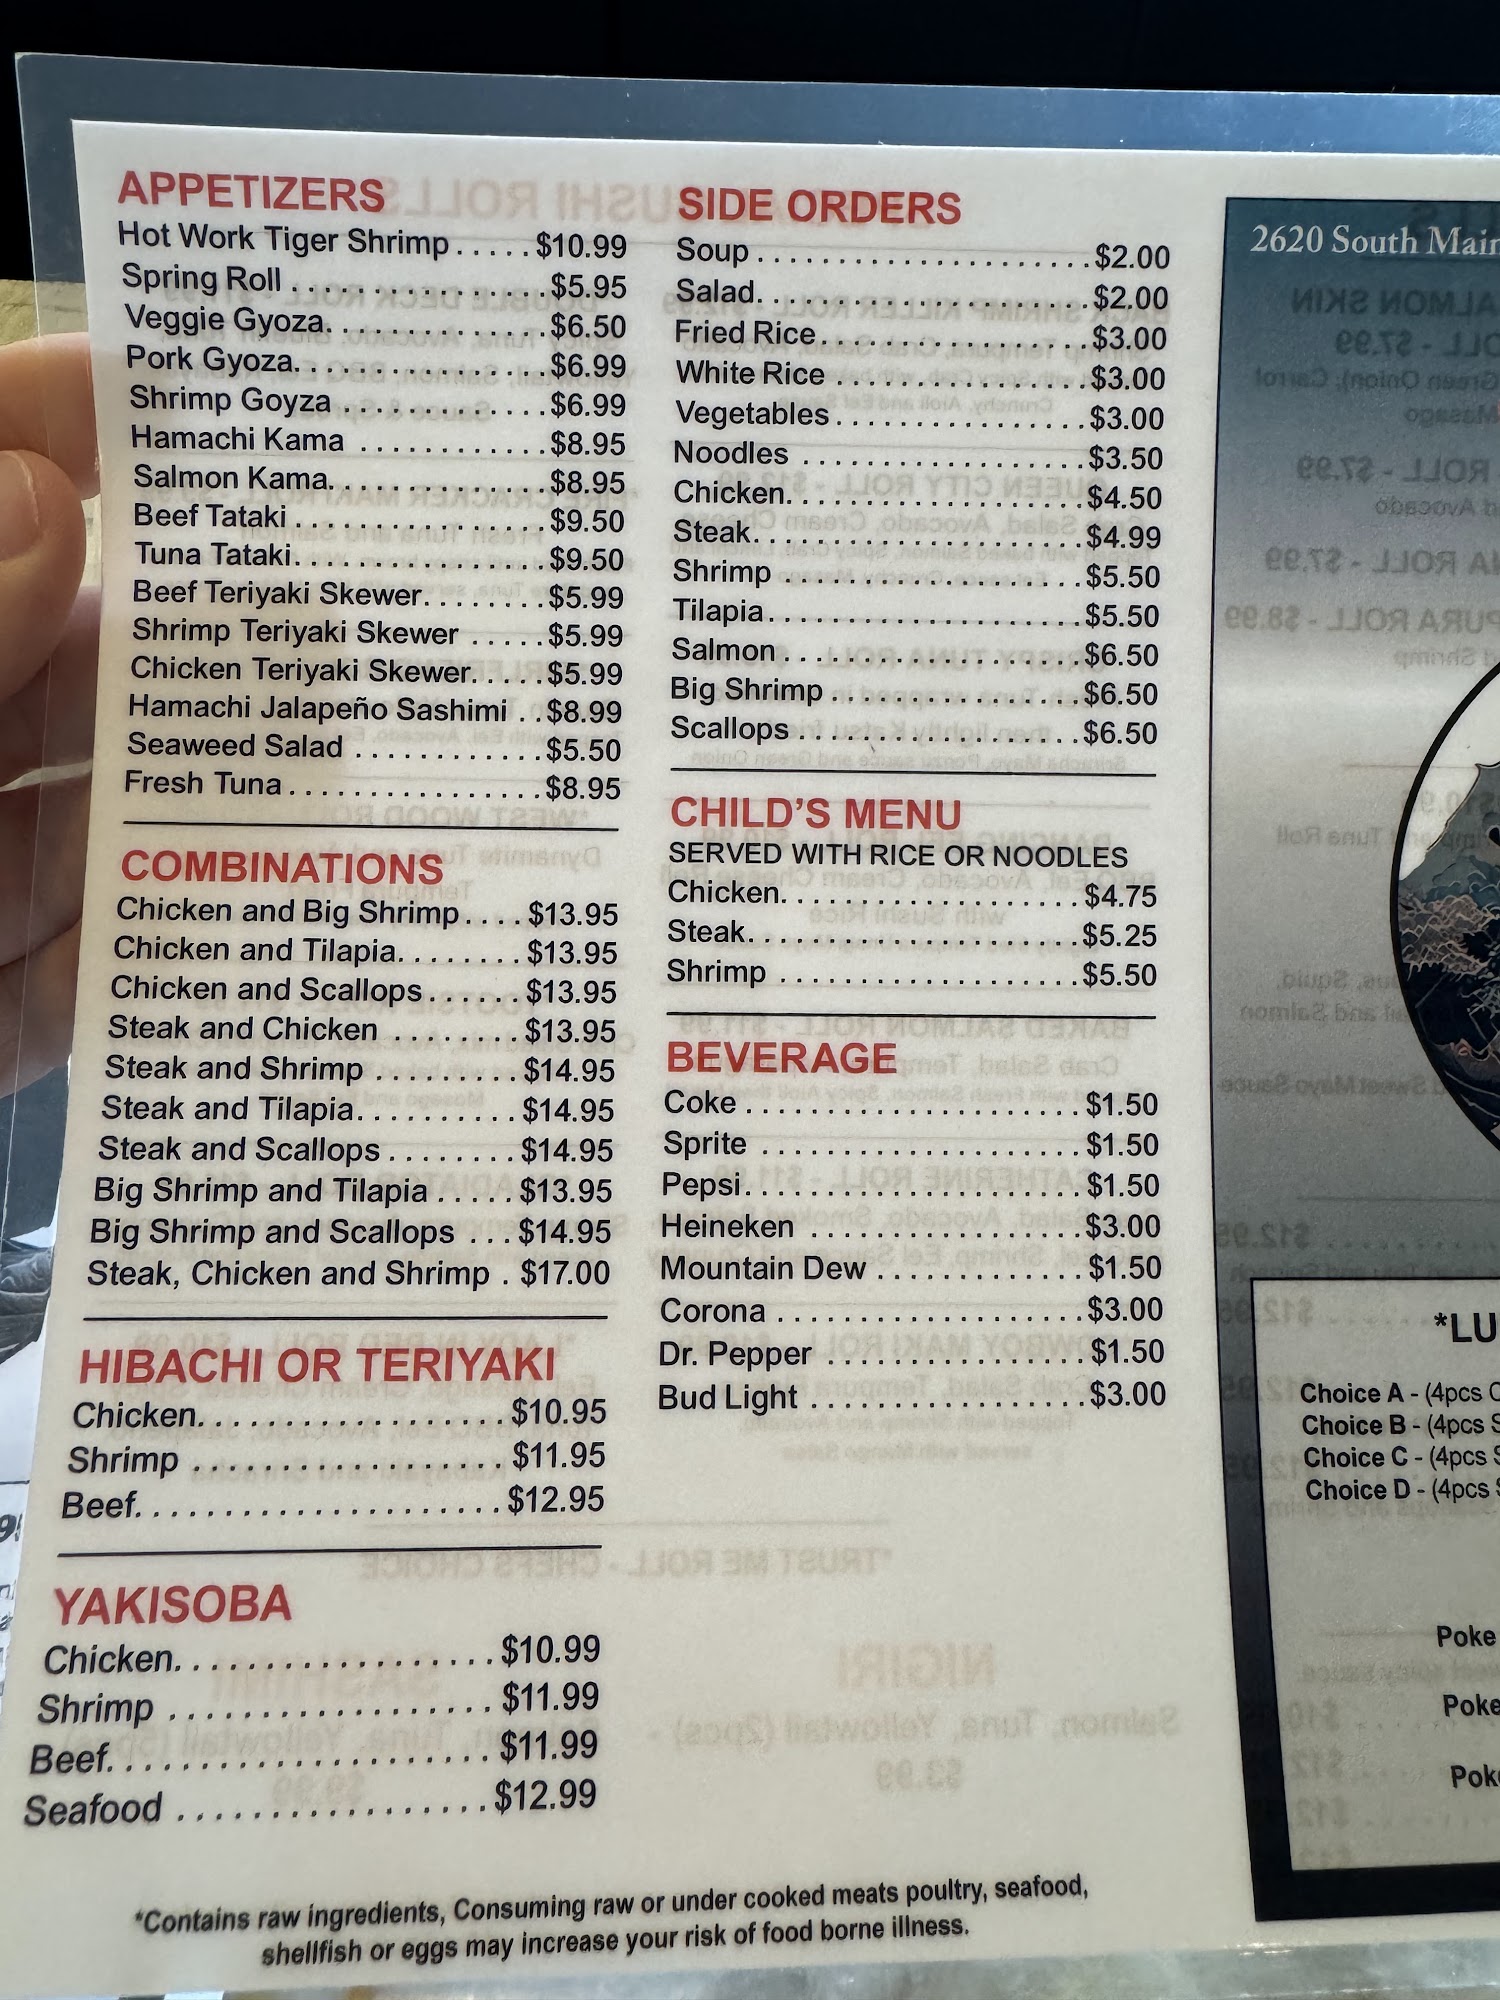 APPETIZERS
Hot Work Tiger Shrimp.....$10.99
Spring Roll ...............$5.95
Veggie Gyoza.............$6.50
Pork Gyoza...............$6.99
Shrimp Goyza ............$6.99
Hamachi Kama ...........$8.95
Salmon Kama.............$8.95
Beef Tataki ...............$9.50
Tuna Tataki...............$9.50
Beef Teriyaki Skewer.......$5.99
Shrimp Teriyaki Skewer .....$5.99
Chicken Teriyaki Skewer.....$5.99
Hamachi Jalapeño Sashimi ..$8.99
Seaweed Salad ............$5.50
Fresh Tuna ................$8.95
COMBINATIONS
Chicken and Big Shrimp....$13.95
Chicken and Tilapia........$13.95
Chicken and Scallops......$13.95
Steak and Chicken ........$13.95
Steak and Shrimp .........$14.95
Steak and Tilapia.........$14.95
Steak and Scallops ........$14.95
Big Shrimp and Tilapia .....$13.95
Big Shrimp and Scallops ...$14.95
Steak, Chicken and Shrimp .$17.00
HIBACHI OR TERIYAKI
Chicken..................$10.95
Shrimp ..................$11.95
Beef.....................$12.95
YAKISOBA
Chicken..................$10.99
Shrimp ..................$11.99
Beef.....................$11.99
Seafood .................$12.99
SIDE ORDERS
Soup .....................$2.00
Salad.....................$2.00
Fried Rice................$3.00
White Rice ...............$3.00
Vegetables...............$3.00
Noodles .................$3.50
Chicken..................$4.50
Steak....................$4.99
Shrimp ..................$5.50
Tilapia...................$5.50
Salmon ..................$6.50
Big Shrimp ...............$6.50
Scallops .................$6.50
CHILD'S MENU
SERVED WITH RICE OR NOODLES
Chicken..................$4.75
Steak....................$5.25
Shrimp ..................$5.50
BEVERAGE
Coke ....................$1.50
Sprite ...................$1.50
Pepsi....................$1.50
Heineken ................$3.00
Mountain Dew ............$1.50
Corona ..................$3.00
Dr. Pepper ...............$1.50
Bud Light ................$3.00
*Contains raw ingredients, Consuming raw or under cooked meats poultry, seafood,
shellfish or eggs may increase your risk of food borne illness.
2620 South Main
*LU
Choice A - (4pcs
Choice B - (4pcs
Choice C - (4pcs
Choice D - (4pcs
Poke
Poke
Poke